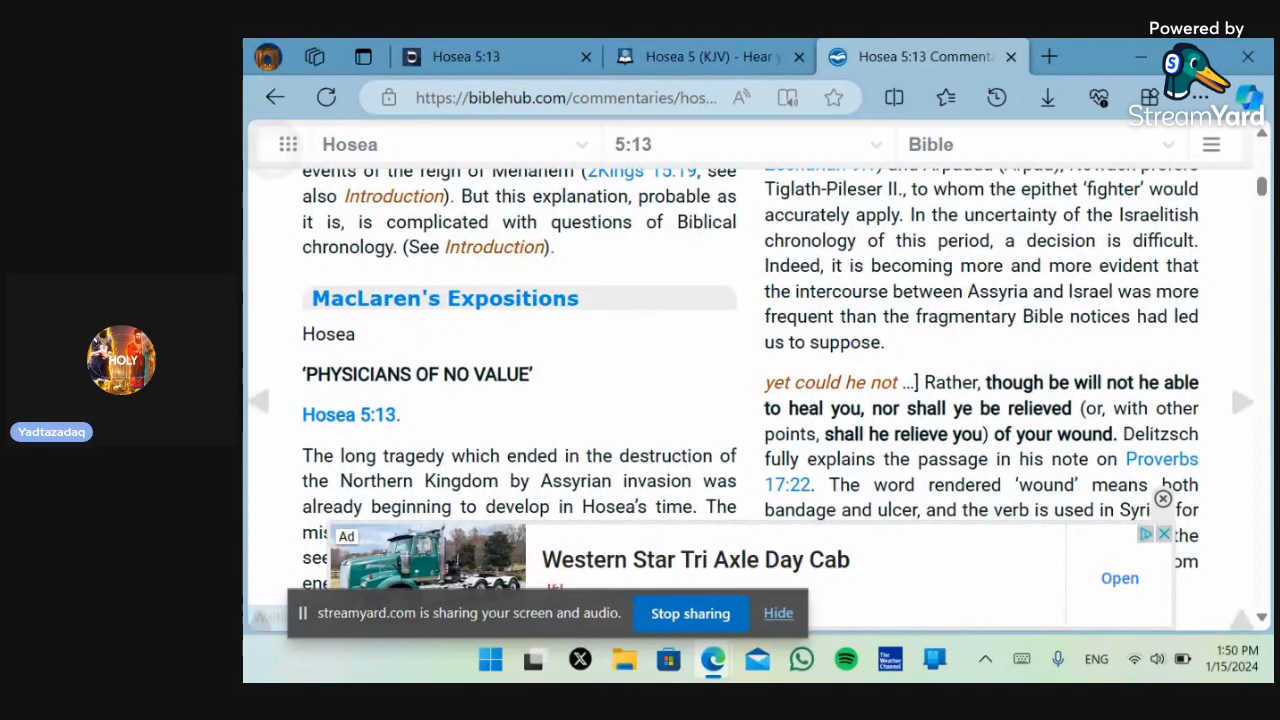 Powered by
StreamYard
Hosea 5:13
Hosea 5 (KJV) - Hear y
Hosea 5:13 Commenta
https://biblehub.com/commentaries/hos...
Hosea
5:13
Bible
events of the reign of Menahem (2Kings 15:19, see
also Introduction). But this explanation, probable as
it is, is complicated with questions of Biblical
chronology. (See Introduction).
MacLaren's Expositions
Hosea
‘PHYSICIANS OF NO VALUE’
Hosea 5:13.
The long tragedy which ended in the destruction of
the Northern Kingdom by Assyrian invasion was
already beginning to develop in Hosea’s time. The
mis
see
ene
Tiglath-Pileser II., to whom the epithet ‘fighter’ would
accurately apply. In the uncertainty of the Israelitish
chronology of this period, a decision is difficult.
Indeed, it is becoming more and more evident that
the intercourse between Assyria and Israel was more
frequent than the fragmentary Bible notices had led
us to suppose.
yet could he not …] Rather, though be will not he able
to heal you, nor shall ye be relieved (or, with other
points, shall he relieve you) of your wound. Delitzsch
fully explains the passage in his note on Proverbs
17:22. The word rendered ‘wound’ means both
bandage and ulcer, and the verb is used in Syri for
the
om
Ad
Western Star Tri Axle Day Cab
Open
streamyard.com is sharing your screen and audio.
Stop sharing
Hide
HOLY
Yadtazadaq
The Weather Channel
ENG
1:50 PM
1/15/2024